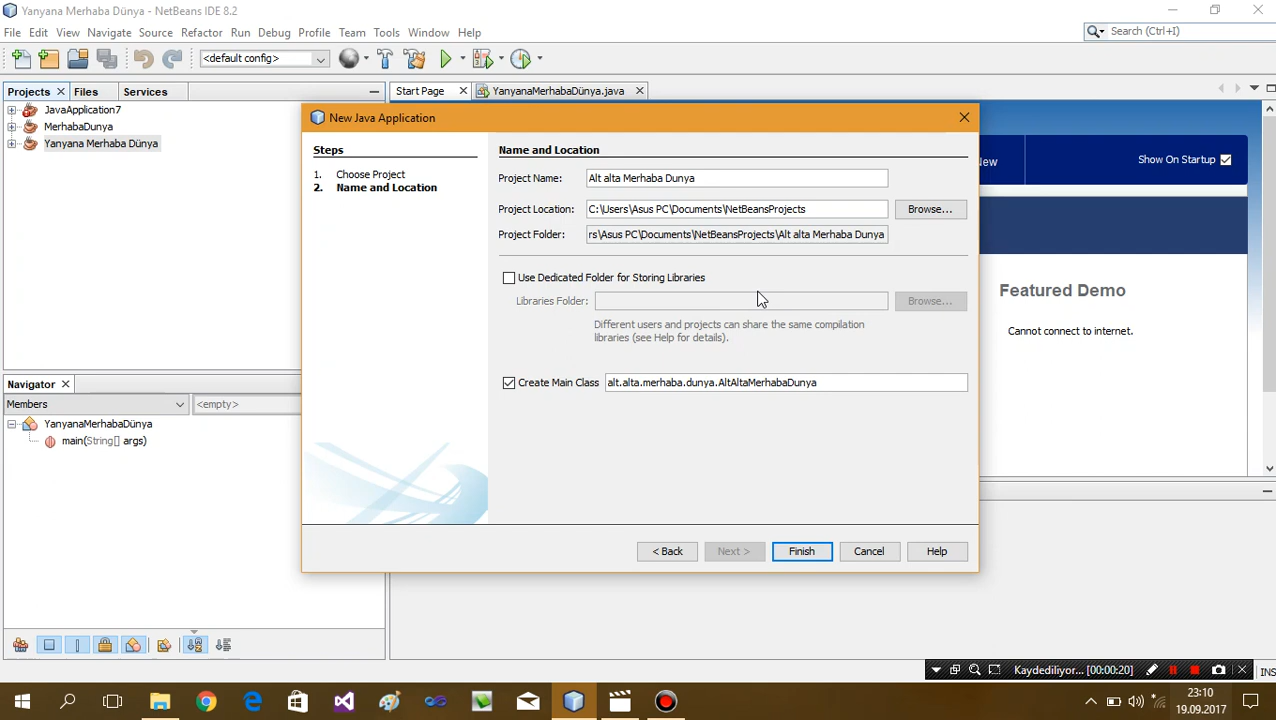 Yanyana Merhaba Dünya - NetBeans IDE 8.2
File Edit View Navigate Source Refactor Run Debug Profile Team Tools Window Help
Search (Ctrl+I)
<default config>
Projects Files Services
Start Page YanyanaMerhabaDünya.java
JavaApplication7
MerhabaDunya
Yanyana Merhaba Dünya
New Java Application
Steps
1. Choose Project
2. Name and Location
Name and Location
Project Name: Alt alta Merhaba Dunya
Project Location: C:\Users\Asus PC\Documents\NetBeansProjects Browse...
Project Folder: rs\Asus PC\Documents\NetBeansProjects\Alt alta Merhaba Dunya
Use Dedicated Folder for Storing Libraries
Libraries Folder: Browse...
Different users and projects can share the same compilation
libraries (see Help for details).
Create Main Class alt.alta.merhaba.dunya.AltAltaMerhabaDunya
< Back Next > Finish Cancel Help
New Show On Startup
Featured Demo
Cannot connect to internet.
Navigator
Members <empty>
YanyanaMerhabaDünya
main(String[] args)
Kaydediliyor... [00:00:20]
INS
23:10
19.09.2017